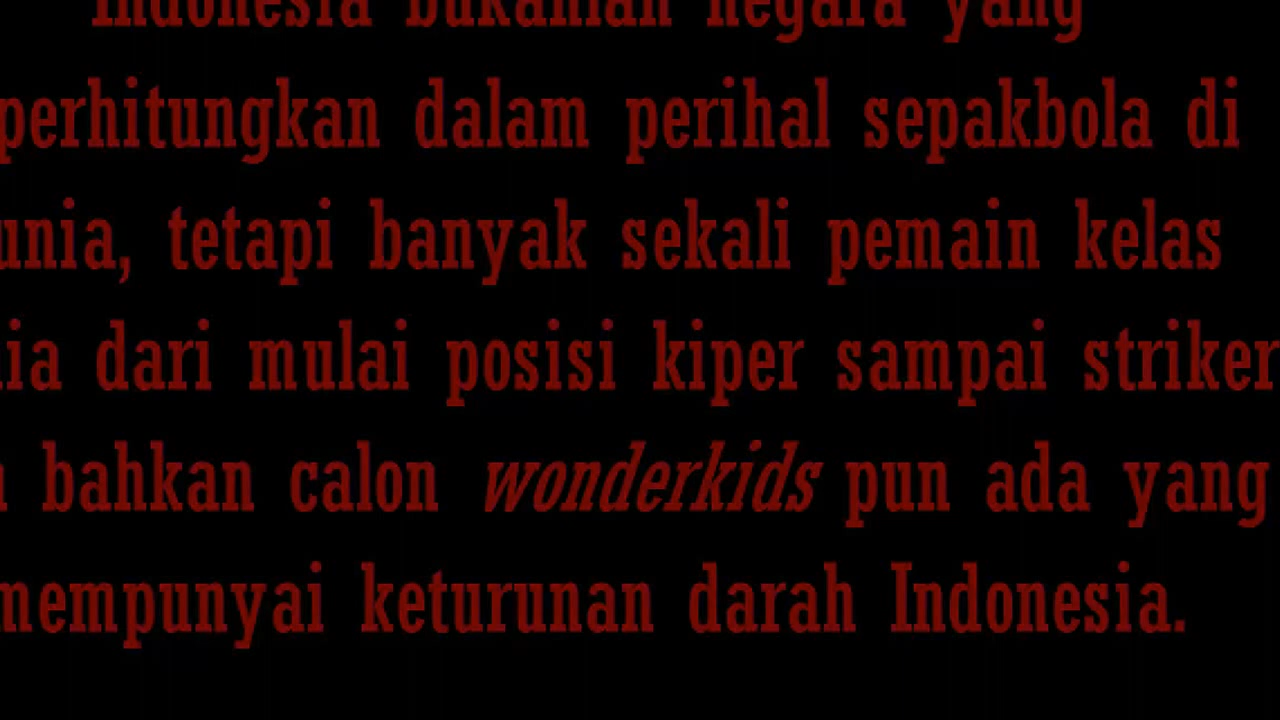 Indonesia bukanlah negara yang
perhitungkan dalam perihal sepakbola di
unia, tetapi banyak sekali pemain kelas
ia dari mulai posisi kiper sampai striker
bahkan calon wonderkids pun ada yang
mempunyai keturunan darah Indonesia.